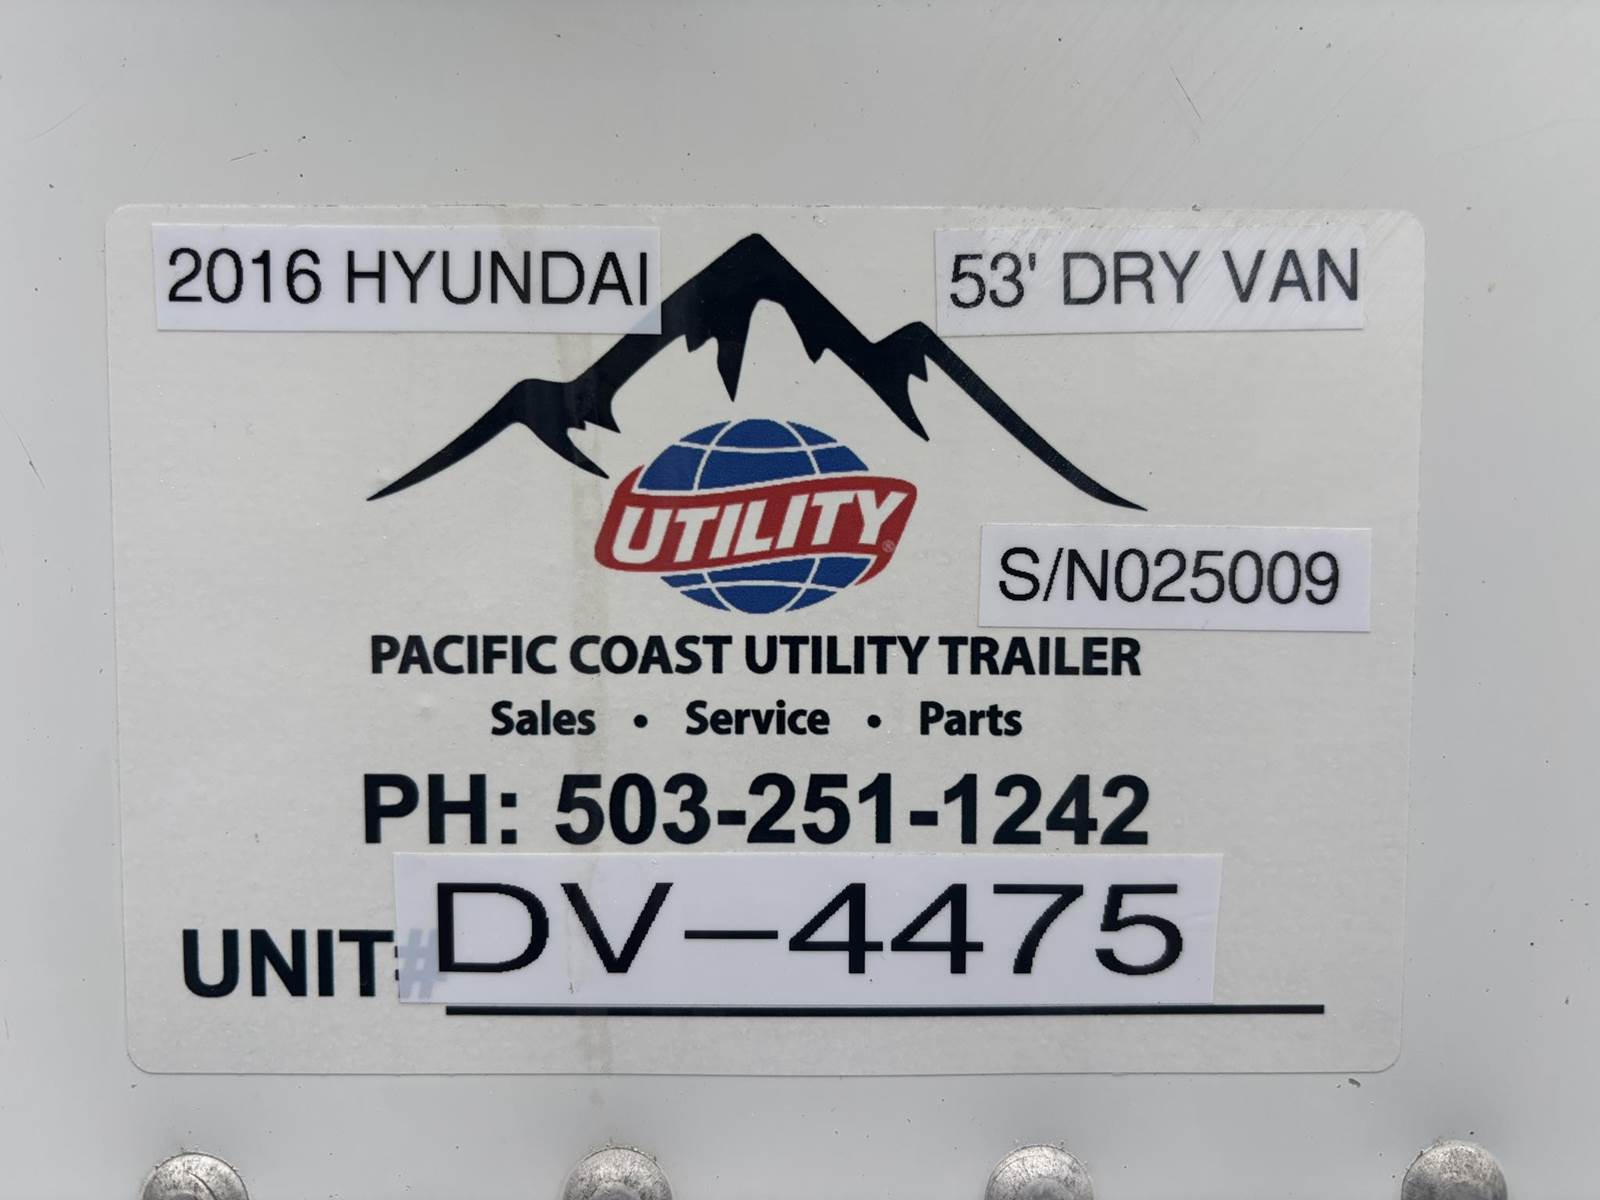 2016 HYUNDAI
53' DRY VAN
UTILITY®
S/N025009
PACIFIC COAST UTILITY TRAILER
Sales • Service • Parts
PH: 503-251-1242
UNIT# DV-4475